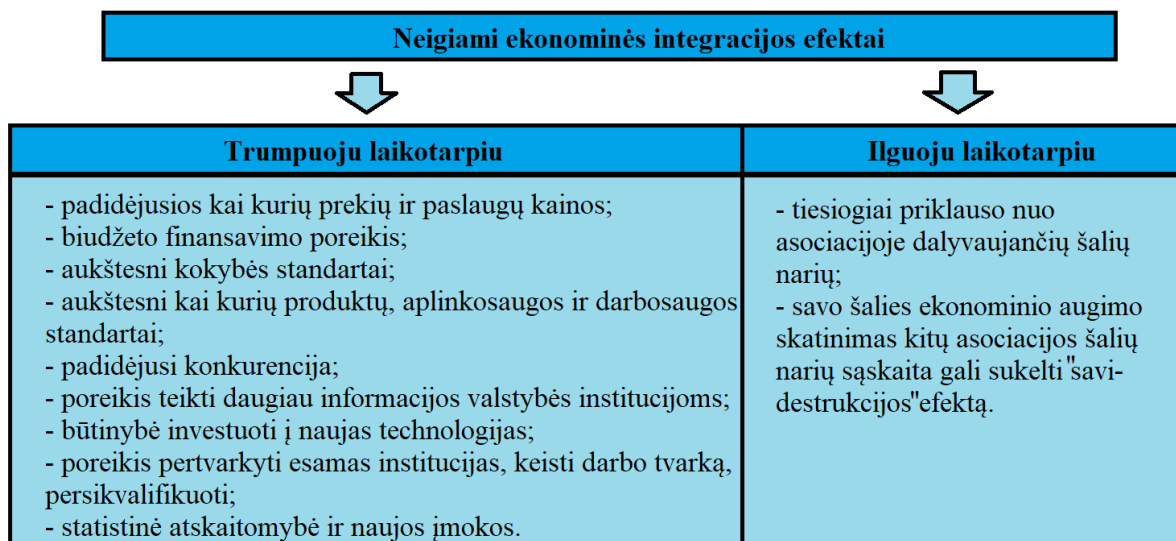 Neigiami ekonominės integracijos efektai
Trumpuoju laikotarpiu
- padidėjusios kai kurių prekių ir paslaugų kainos;
- biudžeto finansavimo poreikis;
- aukštesni kokybės standartai;
- aukštesni kai kurių produktų, aplinkosaugos ir darbosaugos
standartai;
- padidėjusi konkurencija;
- poreikis teikti daugiau informacijos valstybės institucijoms;
- būtinybė investuoti į naujas technologijas;
- poreikis pertvarkyti esamas institucijas, keisti darbo tvarką,
persikvalifikuoti;
- statistinė atskaitomybė ir naujos įmokos.
Ilguoju laikotarpiu
- tiesiogiai priklauso nuo
asociacijoje dalyvaujančių šalių
narių;
- savo šalies ekonominio augimo
skatinimas kitų asociacijos šalių
narių sąskaita gali sukelti "savi-
destrukcijos" efektą.